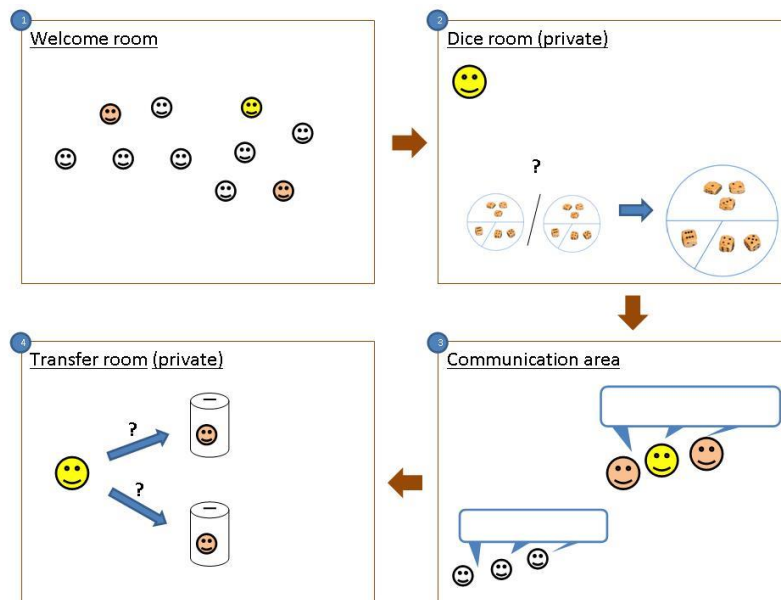 1
Welcome room
2
Dice room (private)
?
4
Transfer room (private)
?
?
3
Communication area